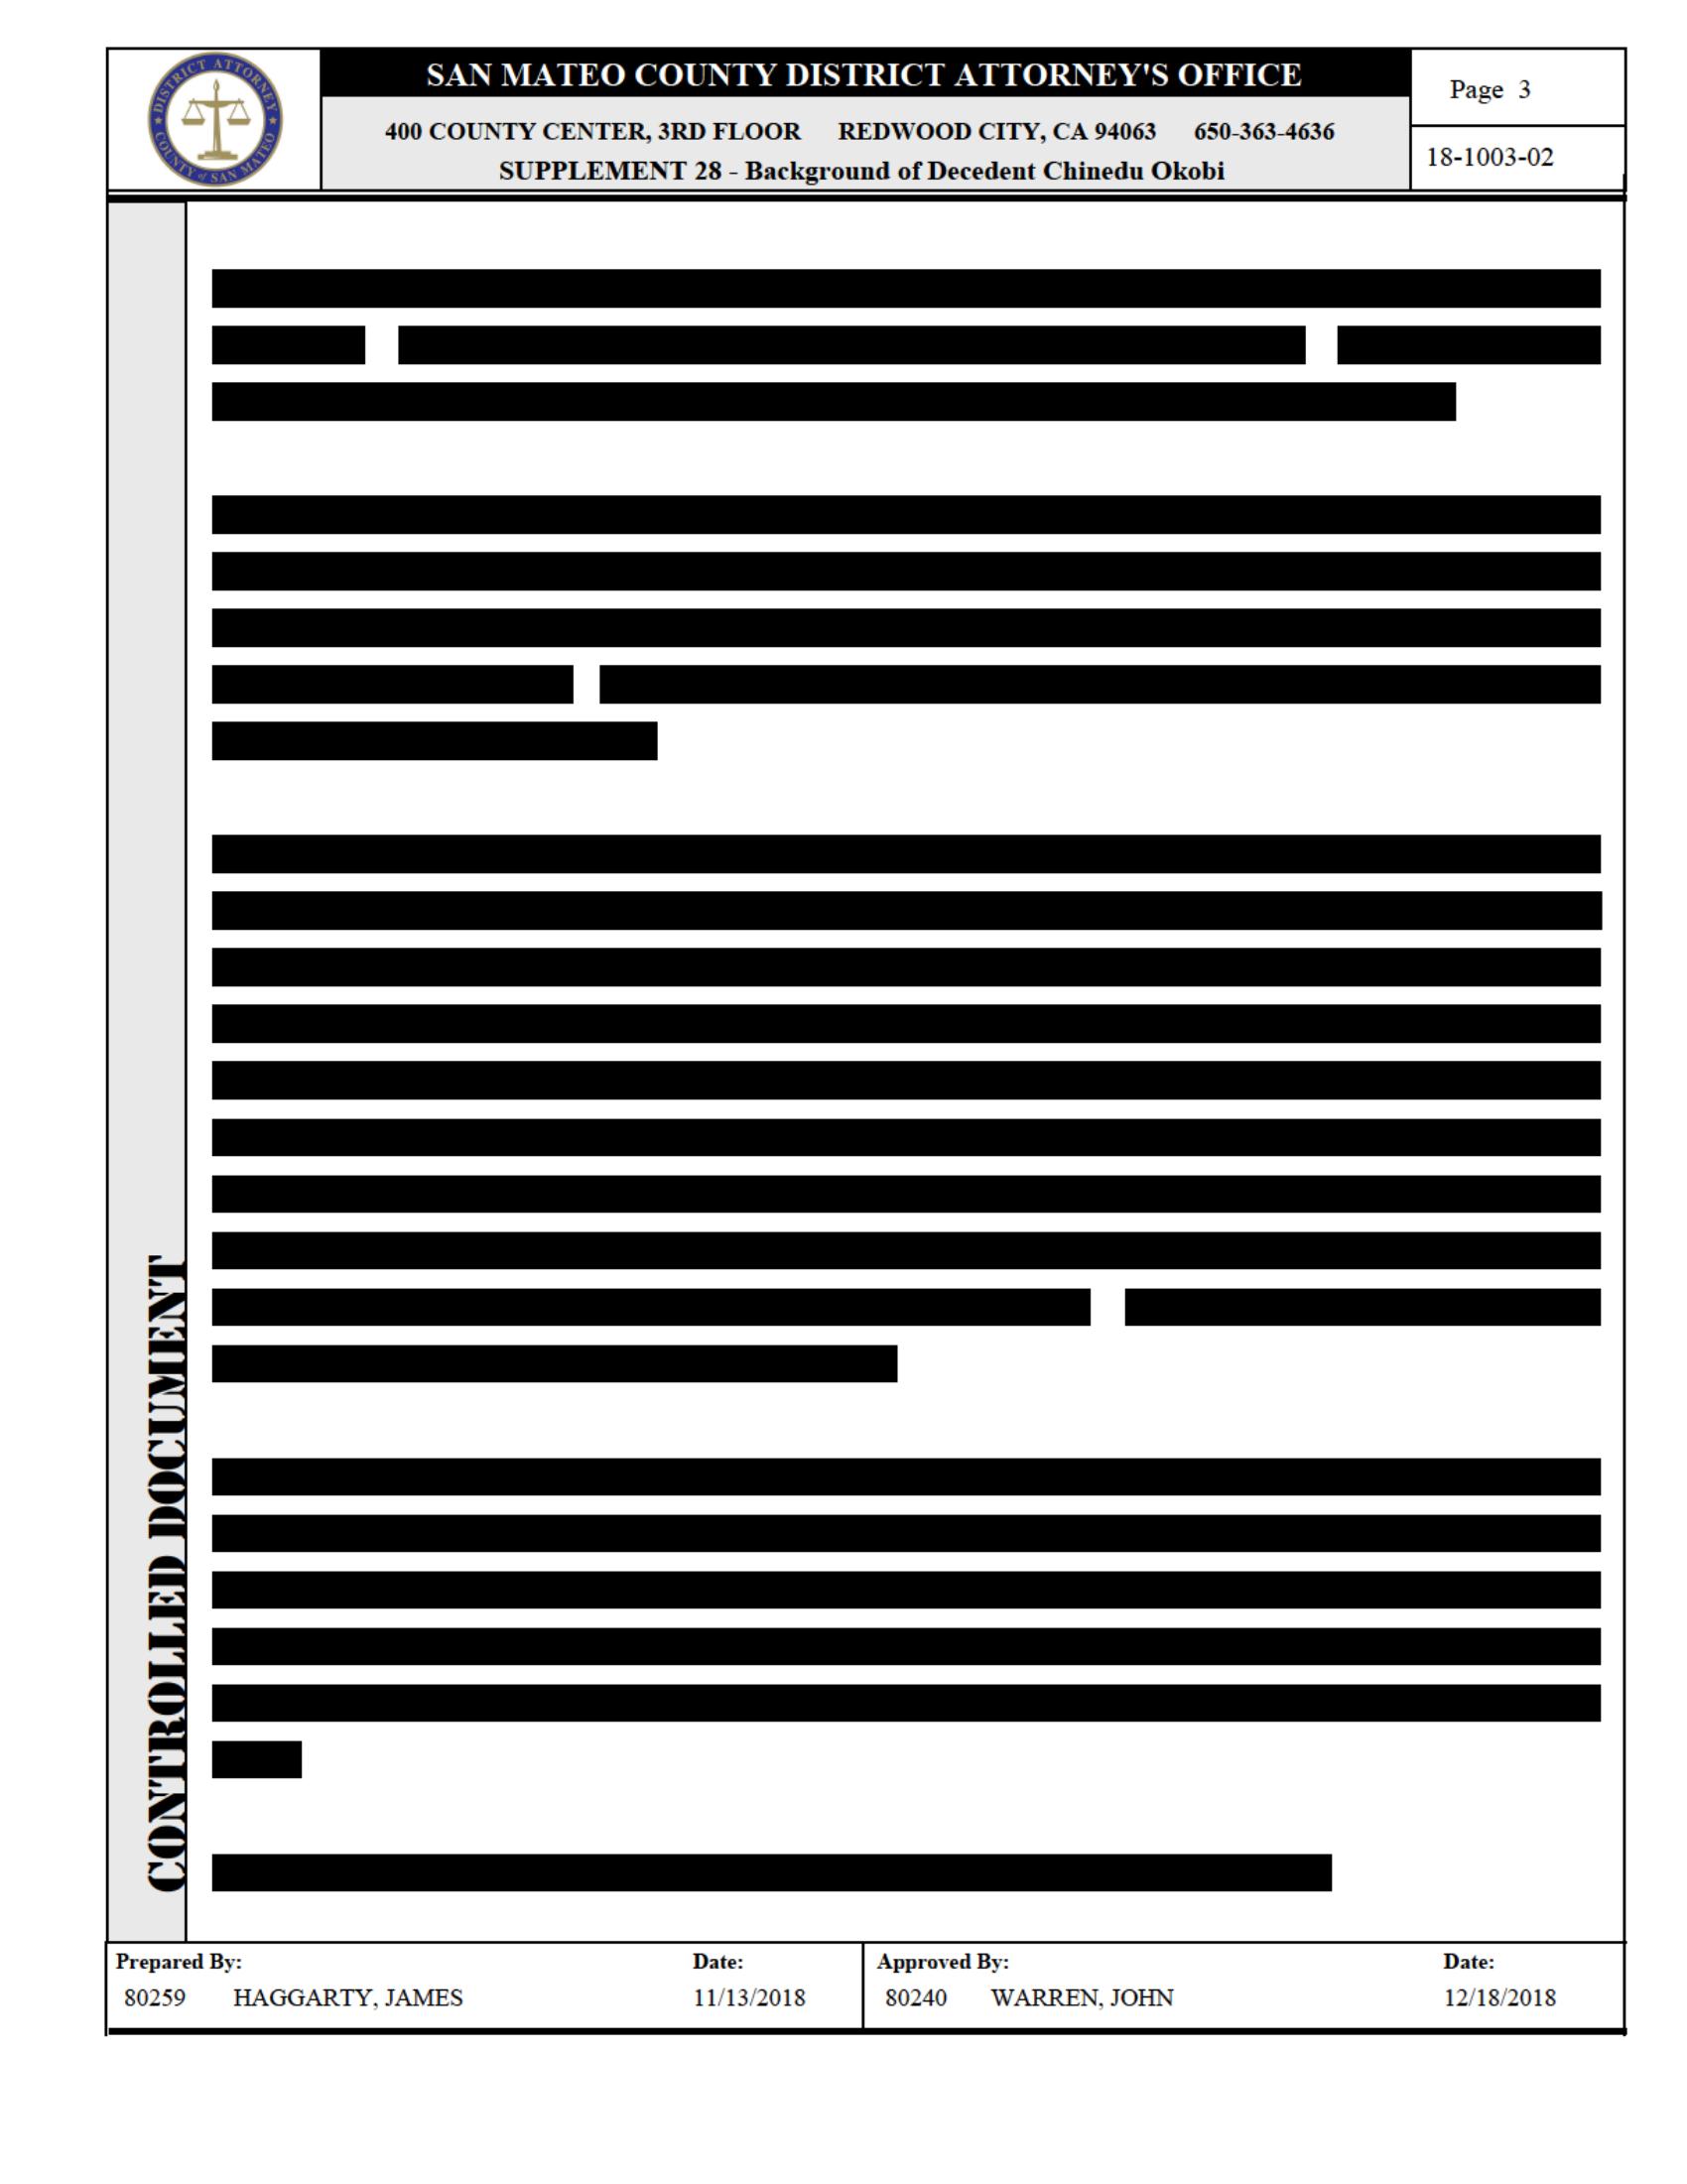 DISTRICT ATTORNEY
COUNTY of SAN MATEO
SAN MATEO COUNTY DISTRICT ATTORNEY'S OFFICE
400 COUNTY CENTER, 3RD FLOOR REDWOOD CITY, CA 94063 650-363-4636
SUPPLEMENT 28 - Background of Decedent Chinedu Okobi
Page 3
18-1003-02
CONTROLLED DOCUMENT
Prepared By: Date: Approved By: Date:
80259 HAGGARTY, JAMES 11/13/2018 80240 WARREN, JOHN 12/18/2018